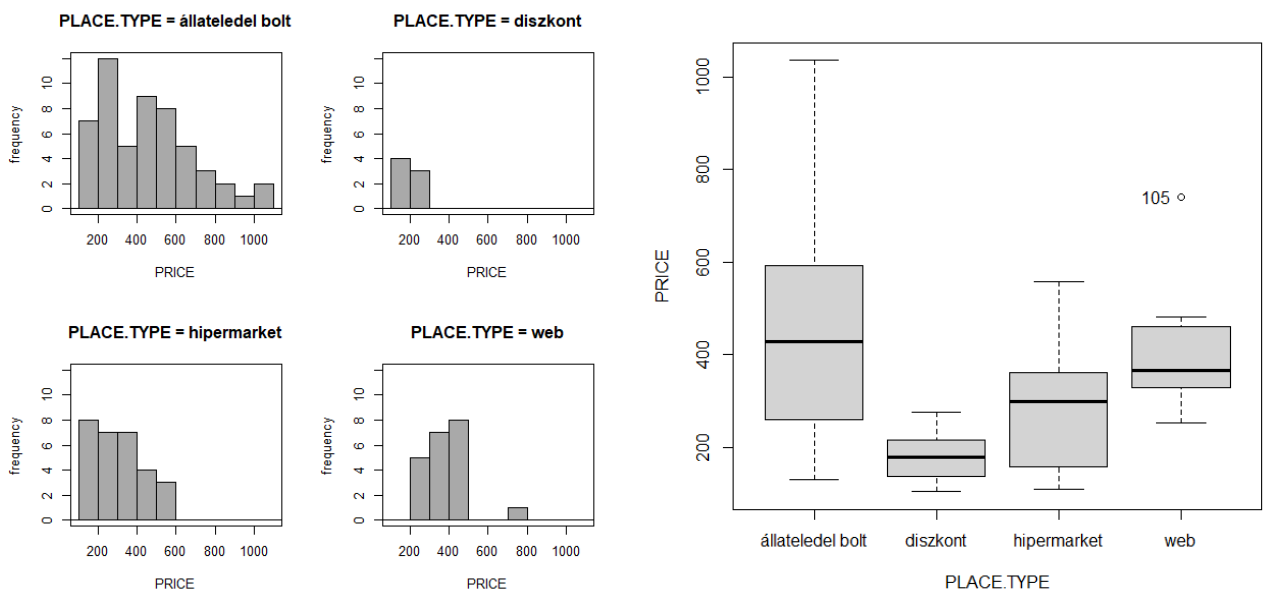 PLACE.TYPE = állateledel bolt
frequency
0 2 4 6 8 10
200 400 600 800 1000
PRICE
PLACE.TYPE = diszkont
frequency
0 2 4 6 8 10
200 400 600 800 1000
PRICE
PLACE.TYPE = hipermarket
frequency
0 2 4 6 8 10
200 400 600 800 1000
PRICE
PLACE.TYPE = web
frequency
0 2 4 6 8 10
200 400 600 800 1000
PRICE
PRICE
200 400 600 800 1000
105
állateledel bolt diszkont hipermarket web
PLACE.TYPE